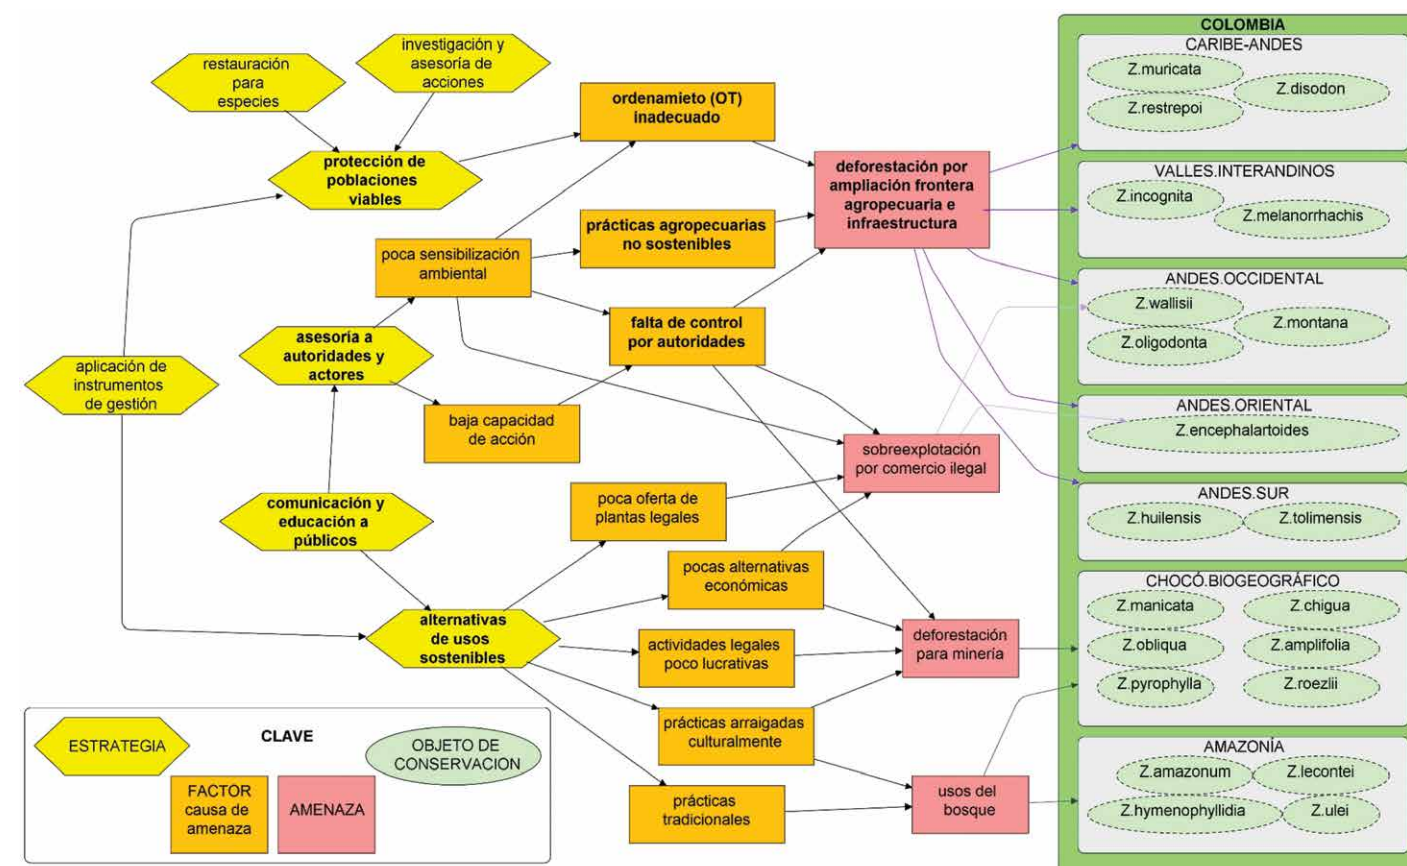 restauración
para
especies
investigación y
asesoría de
acciones
protección de
poblaciones
viables
aplicación de
instrumentos
de gestión
asesoría a
autoridades y
actores
comunicación y
educación a
públicos
alternativas
de usos
sostenibles
ordenamieto (OT)
inadecuado
prácticas agropecuarias
no sostenibles
poca sensibilización
ambiental
falta de control
por autoridades
baja capacidad
de acción
poca oferta de
plantas legales
pocas alternativas
económicas
actividades legales
poco lucrativas
prácticas arraigadas
culturalmente
prácticas
tradicionales
deforestación por
ampliación frontera
agropecuaria e
infraestructura
sobreexplotación
por comercio ilegal
deforestación
para minería
usos del
bosque
COLOMBIA
CARIBE-ANDES
Z.muricata
Z.disodon
Z.restrepoi
VALLES.INTERANDINOS
Z.incognita
Z.melanorrhachis
ANDES.OCCIDENTAL
Z.wallisii
Z.montana
Z.oligodonta
ANDES.ORIENTAL
Z.encephalartoides
ANDES.SUR
Z.huilensis
Z.tolimensis
CHOCÓ.BIOGEOGRÁFICO
Z.manicata
Z.chigua
Z.obliqua
Z.amplifolia
Z.pyrophylla
Z.roezlii
AMAZONÍA
Z.amazonum
Z.lecontei
Z.hymenophyllidia
Z.ulei
CLAVE
ESTRATEGIA
OBJETO DE
CONSERVACION
FACTOR
causa de
amenaza
AMENAZA